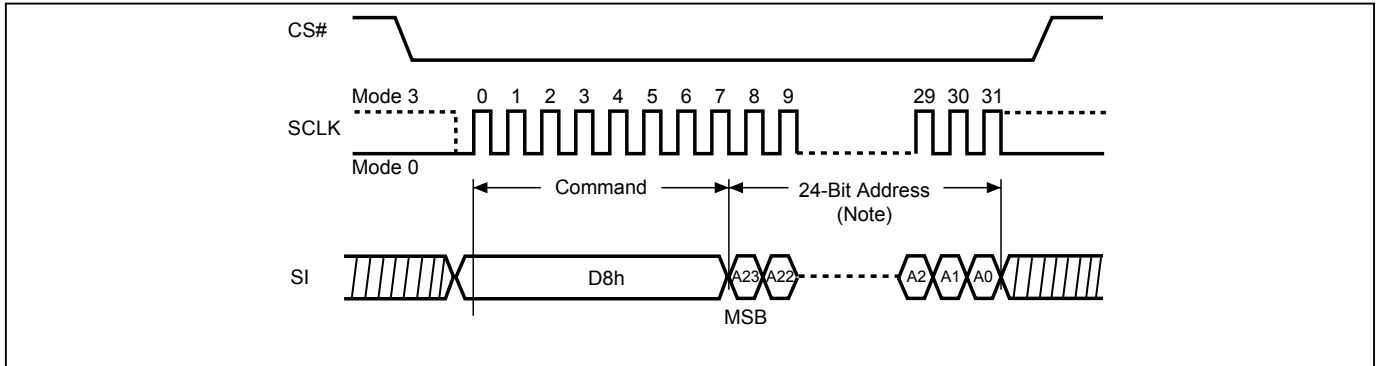 CS#
Mode 3
0 1 2 3 4 5 6 7 8 9 29 30 31
SCLK
Mode 0
Command
24-Bit Address
(Note)
SI
D8h
A23 A22 A2 A1 A0
MSB